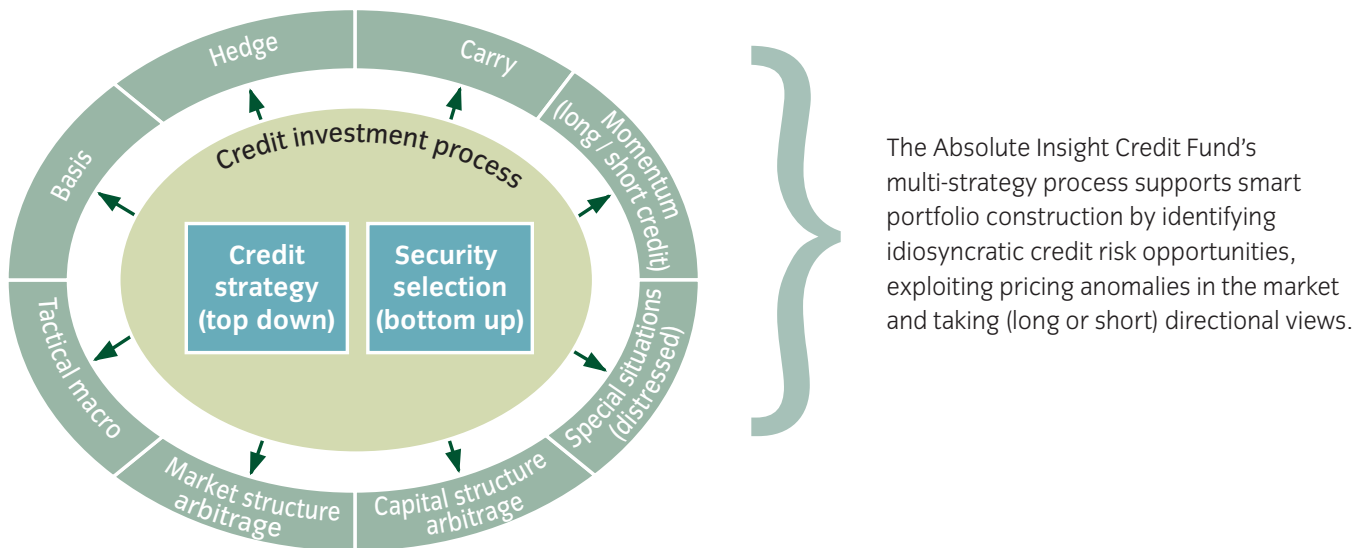 Hedge
Carry
Momentum
(long / short credit)
Special situations
(distressed)
Capital structure
arbitrage
Market structure
arbitrage
Tactical macro
Basis
Credit investment process
Credit
strategy
(top down)
Security
selection
(bottom up)
The Absolute Insight Credit Fund’s
multi-strategy process supports smart
portfolio construction by identifying
idiosyncratic credit risk opportunities,
exploiting pricing anomalies in the market
and taking (long or short) directional views.